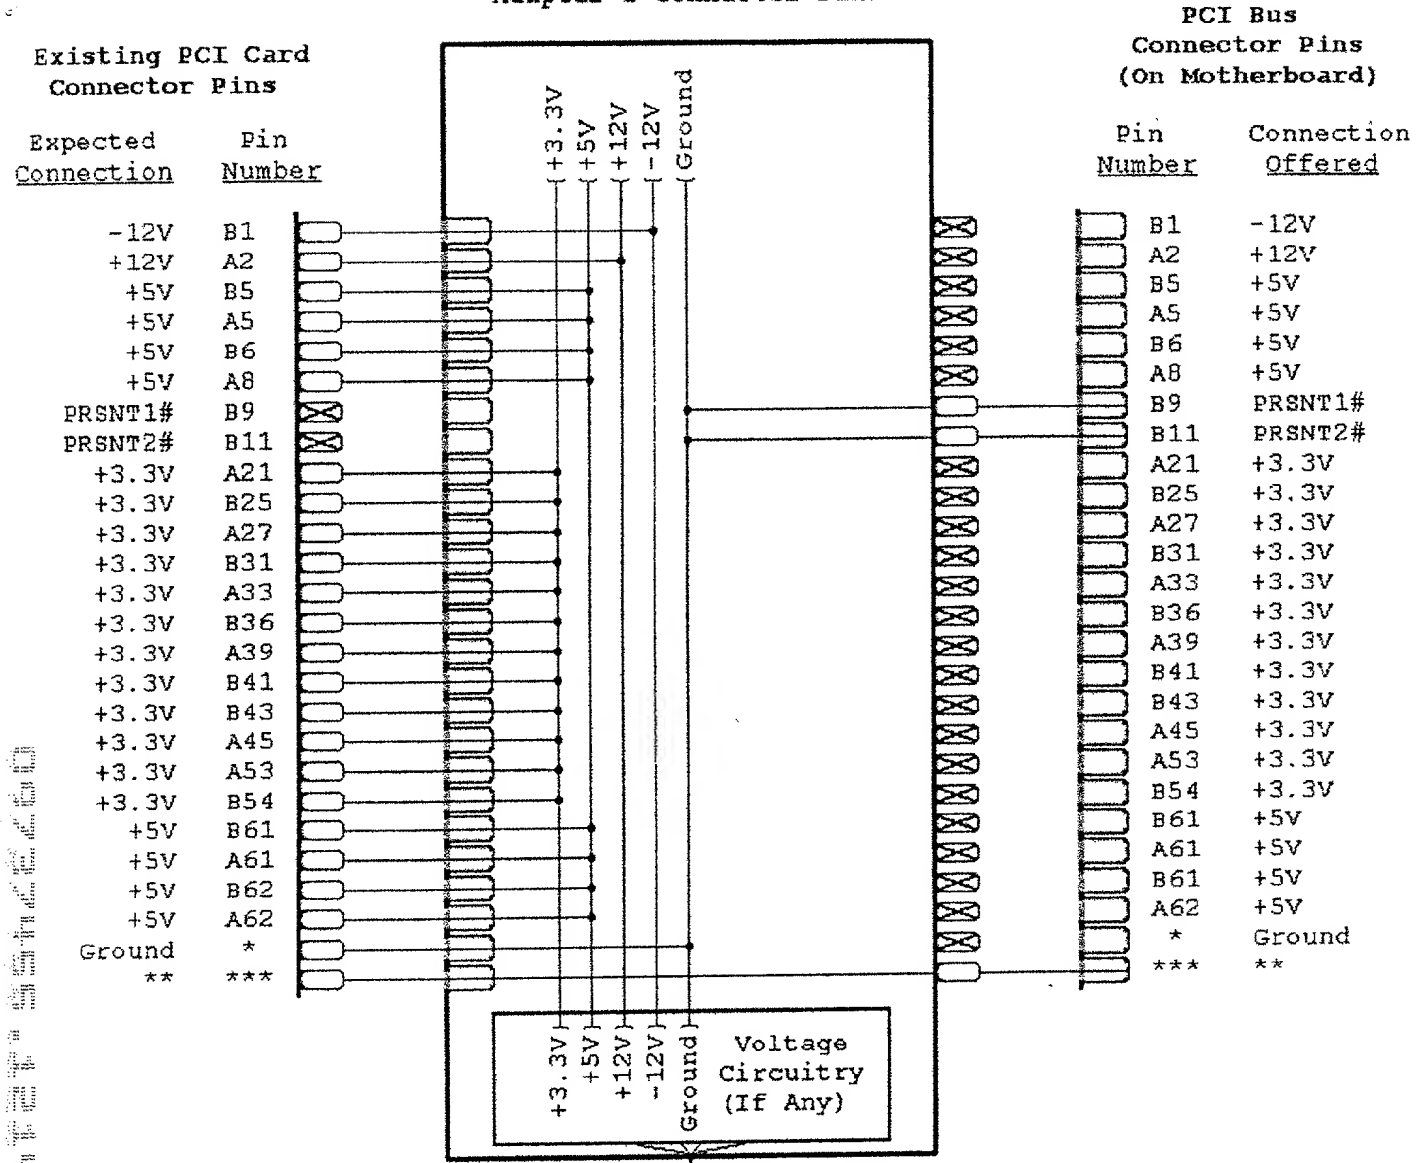 PCI Bus
Connector Pins
(On Motherboard)
Existing PCI Card
Connector Pins
Expected Connection
Pin Number
+3.3V
+5V
+12V
-12V
Ground
Pin Number
Connection Offered
-12V B1 B1 -12V
+12V A2 A2 +12V
+5V B5 B5 +5V
+5V A5 A5 +5V
+5V B6 B6 +5V
+5V A8 A8 +5V
PRSNT1# B9 B9 PRSNT1#
PRSNT2# B11 B11 PRSNT2#
+3.3V A21 A21 +3.3V
+3.3V B25 B25 +3.3V
+3.3V A27 A27 +3.3V
+3.3V B31 B31 +3.3V
+3.3V A33 A33 +3.3V
+3.3V B36 B36 +3.3V
+3.3V A39 A39 +3.3V
+3.3V B41 B41 +3.3V
+3.3V B43 B43 +3.3V
+3.3V A45 A45 +3.3V
+3.3V A53 A53 +3.3V
+3.3V B54 B54 +3.3V
+5V B61 B61 +5V
+5V A61 A61 +5V
+5V B62 B61 +5V
+5V A62 A62 +5V
Ground * * Ground
** *** *** **
+3.3V
+5V
+12V
-12V
Ground
Voltage
Circuitry
(If Any)